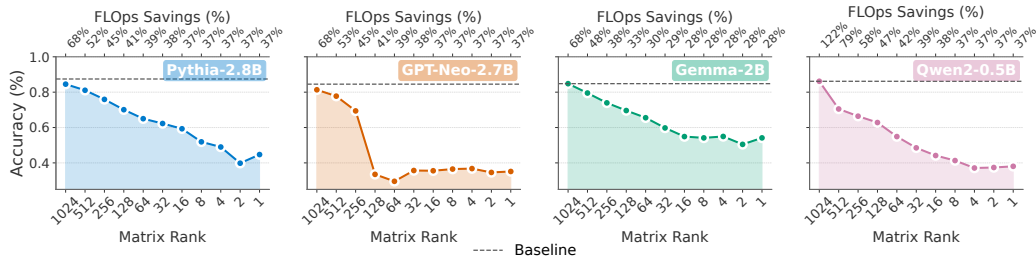 FLOps Savings (%) FLOps Savings (%) FLOps Savings (%) FLOps Savings (%)
68% 52% 45% 41% 39% 38% 37% 37% 37% 37% 37%
68% 53% 45% 41% 39% 38% 37% 37% 37% 37% 37%
68% 48% 38% 33% 30% 29% 28% 28% 28% 28% 28%
122% 79% 58% 47% 42% 39% 38% 37% 37% 37% 37%
Pythia-2.8B GPT-Neo-2.7B Gemma-2B Qwen2-0.5B
Accuracy (%)
1.0
0.8
0.6
0.4
1024 512 256 128 64 32 16 8 4 2 1
1024 512 256 128 64 32 16 8 4 2 1
1024 512 256 128 64 32 16 8 4 2 1
1024 512 256 128 64 32 16 8 4 2 1
Matrix Rank Matrix Rank Matrix Rank Matrix Rank
Baseline